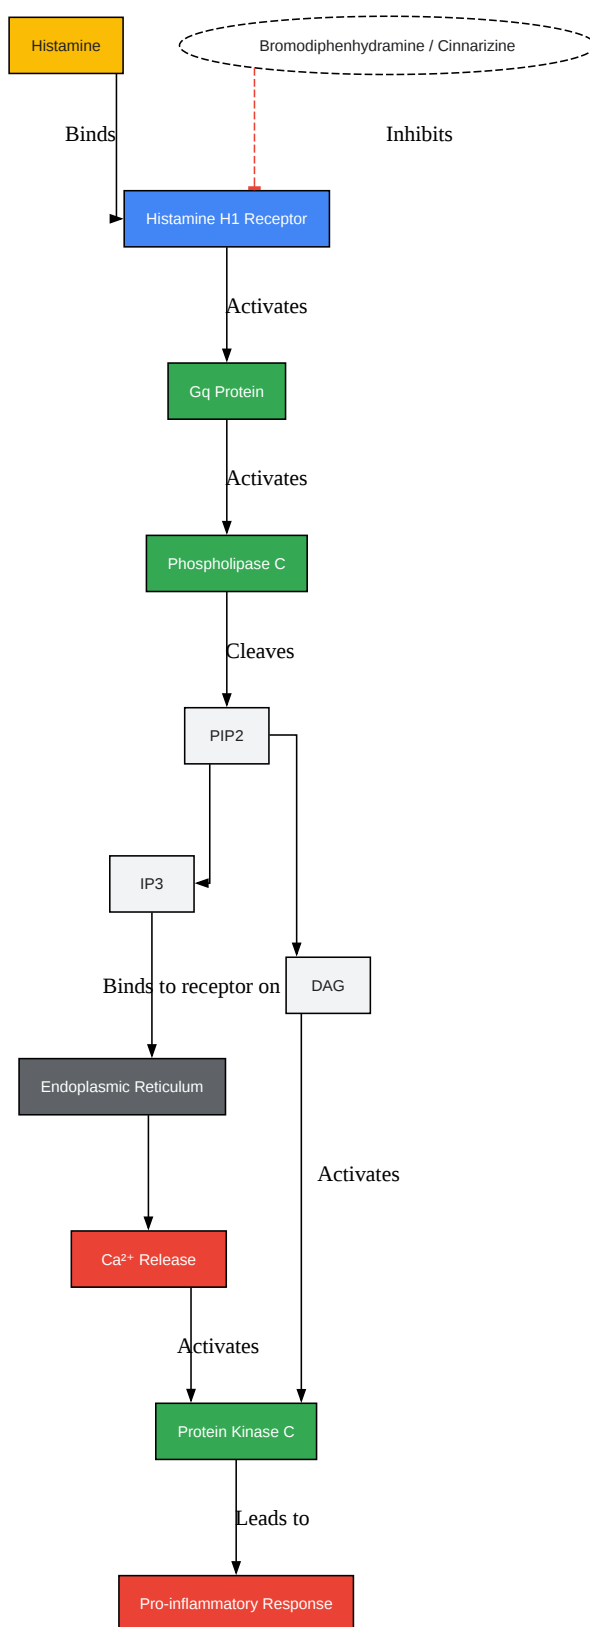 Histamine
Bromodiphenhydramine / Cinnarizine
Binds
Inhibits
Histamine H1 Receptor
Activates
Gq Protein
Activates
Phospholipase C
Cleaves
PIP2
IP3
DAG
Binds to receptor on
Endoplasmic Reticulum
Activates
Ca²⁺ Release
Activates
Protein Kinase C
Leads to
Pro-inflammatory Response